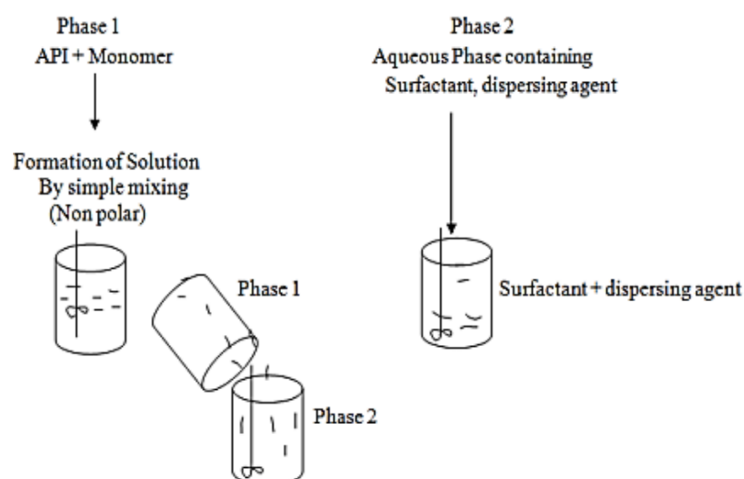 Phase 1
API + Monomer
Formation of Solution
By simple mixing
(Non polar)
Phase 2
Aqueous Phase containing
Surfactant, dispersing agent
Surfactant + dispersing agent
Phase 1
Phase 2